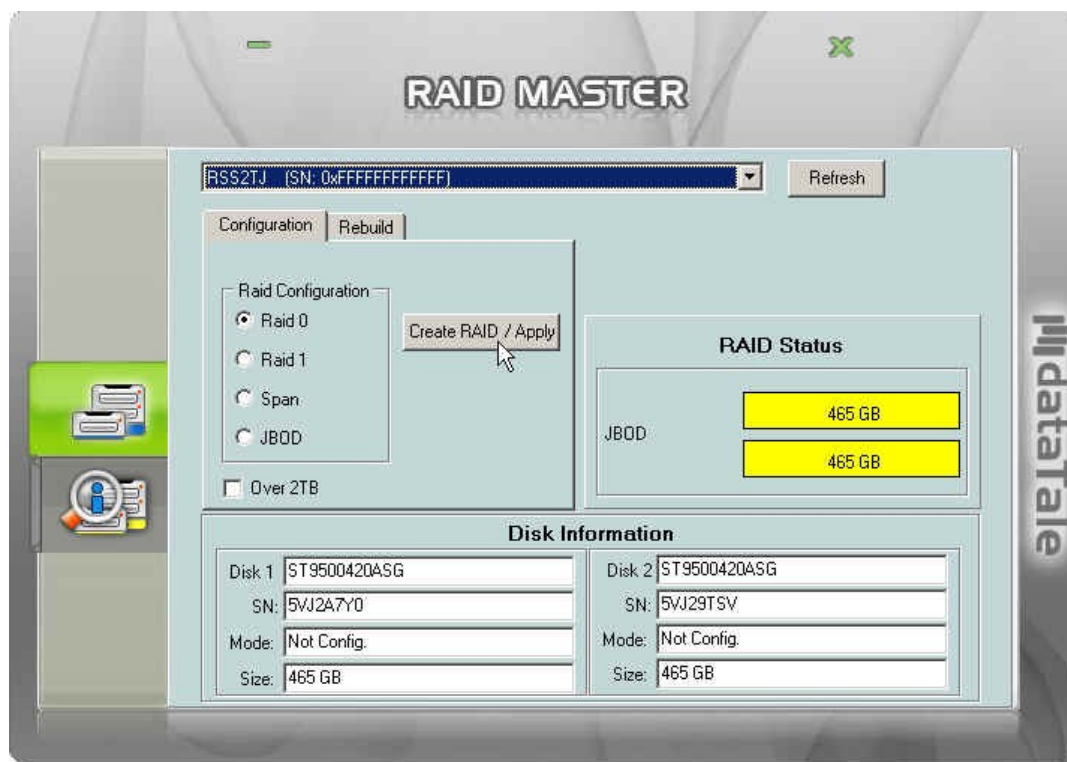 RAID MASTER
RSS2TJ (SN: 0xFFFFFFFFFFFF)
Refresh
Configuration
Rebuild
Raid Configuration
Raid 0
Raid 1
Span
JBOD
Create RAID / Apply
Over 2TB
RAID Status
JBOD
465 GB
465 GB
Disk Information
Disk 1 ST9500420ASG
SN: 5VJ2A7Y0
Mode: Not Config.
Size: 465 GB
Disk 2 ST9500420ASG
SN: 5VJ29TSV
Mode: Not Config.
Size: 465 GB
dataTale